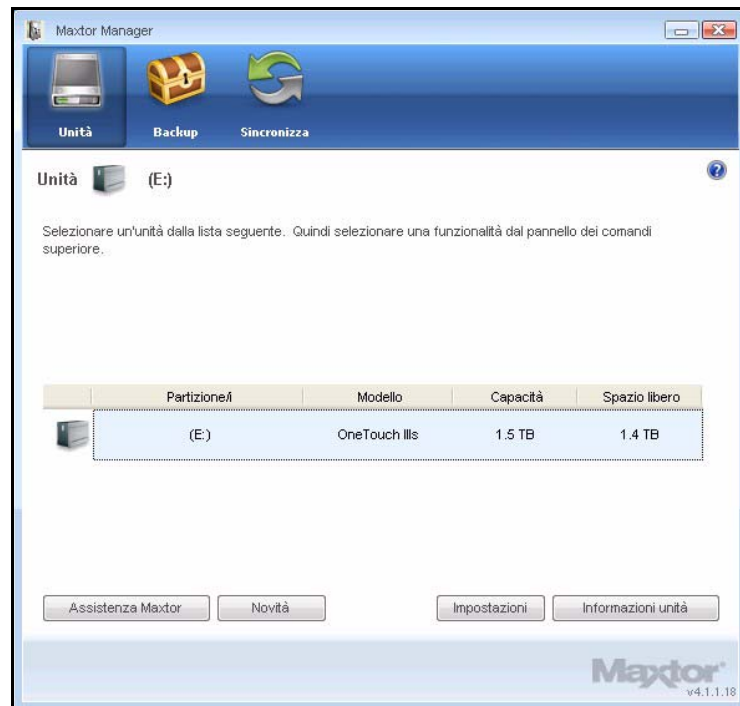 Maxtor Manager
Unità Backup Sincronizza
Unità (E:)
Selezionare un'unità dalla lista seguente. Quindi selezionare una funzionalità dal pannello dei comandi
superiore.
Partizione/i Modello Capacità Spazio libero
(E:) OneTouch IIIs 1.5 TB 1.4 TB
Assistenza Maxtor Novità Impostazioni Informazioni unità
Maxtor
v4.1.1.18